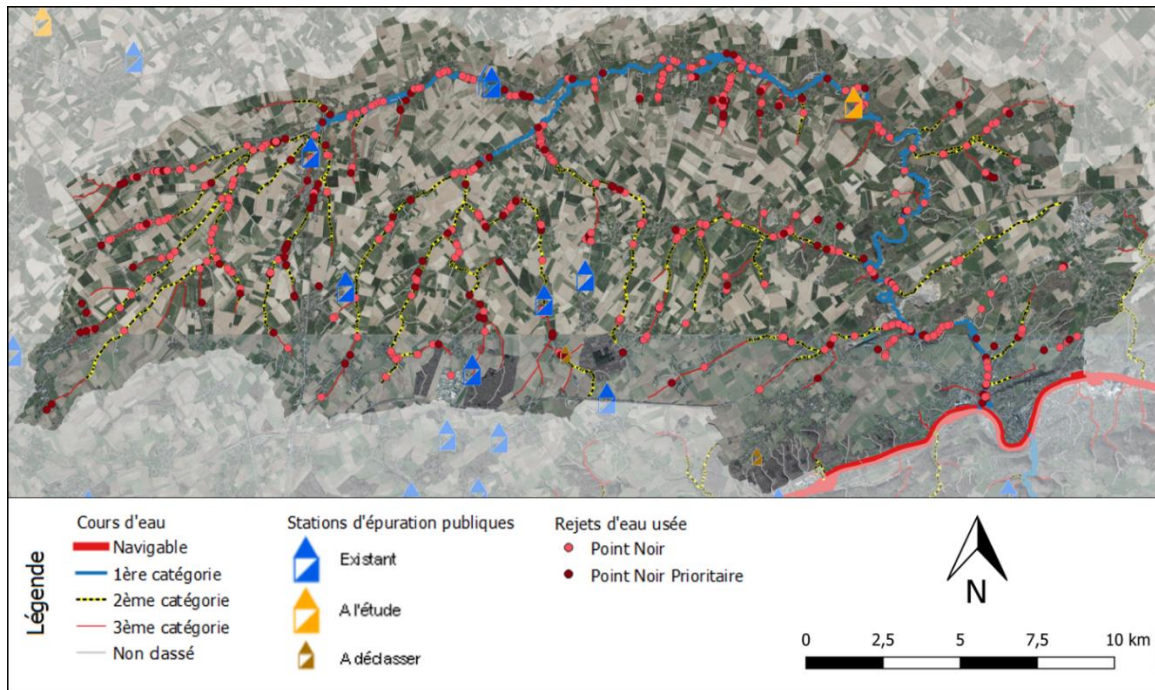 Légende
Cours d'eau
Navigable
1ère catégorie
2ème catégorie
3ème catégorie
Non classé
Stations d'épuration publiques
Existant
A l'étude
A déclasser
Rejets d'eau usée
Point Noir
Point Noir Prioritaire
N
0 2,5 5 7,5 10 km